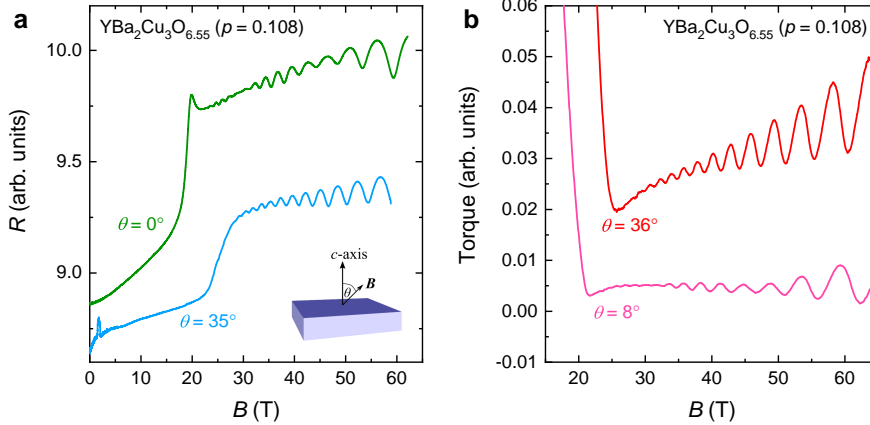 a
YBa2Cu3O6.55 (p = 0.108)
10.0
9.5
9.0
8.5
R (arb. units)
θ = 0°
θ = 35°
c-axis
θ
B
0 10 20 30 40 50 60
B (T)
b
YBa2Cu3O6.55 (p = 0.108)
0.06
0.05
0.04
0.03
0.02
0.01
0.00
-0.01
Torque (arb. units)
θ = 36°
θ = 8°
20 30 40 50 60
B (T)